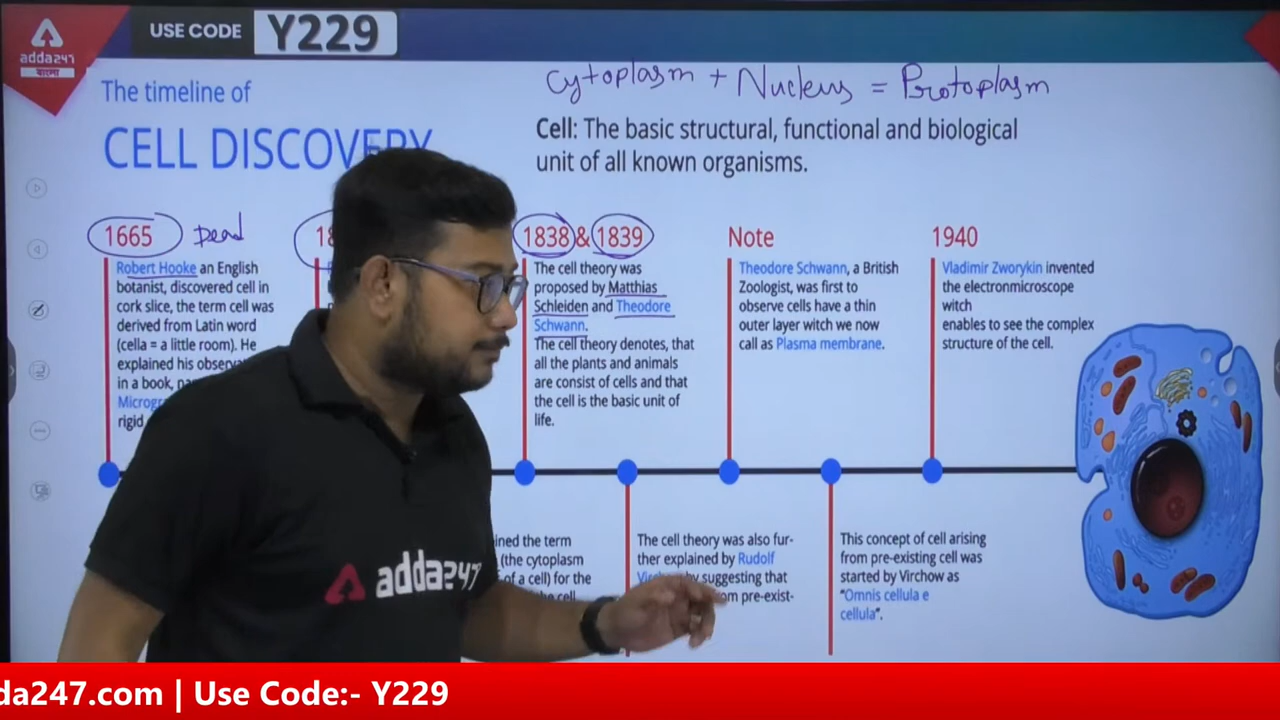 USE CODE
Y229
adda247
বাংলা
Cytoplasm + Nucleus = Protoplasm
The timeline of
CELL DISCOVERY
Cell: The basic structural, functional and biological
unit of all known organisms.
1665
Dead
Robert Hooke an English
botanist, discovered cell in
cork slice, the term cell was
derived from Latin word
(cella = a little room). He
explained his
in a book,
rigid
18
1838 & 1839
The cell theory was
proposed by Matthias
Schleiden and Theodore
Schwann.
The cell theory denotes, that
all the plants and animals
are consist of cells and that
the cell is the basic unit of
life.
Note
Theodore Schwann, a British
Zoologist, was first to
observe cells have a thin
outer layer witch we now
call as Plasma membrane.
1940
Vladimir Zworykin invented
the electronmicroscope
witch
enables to see the complex
structure of the cell.
the term
(the cytoplasm
of a cell) for the
cell
The cell theory was also fur-
ther explained by Rudolf
by suggesting that
pre-exist-
This concept of cell arising
from pre-existing cell was
started by Virchow as
"Omnis cellula e
cellula".
adda247
da247.com | Use Code:- Y229